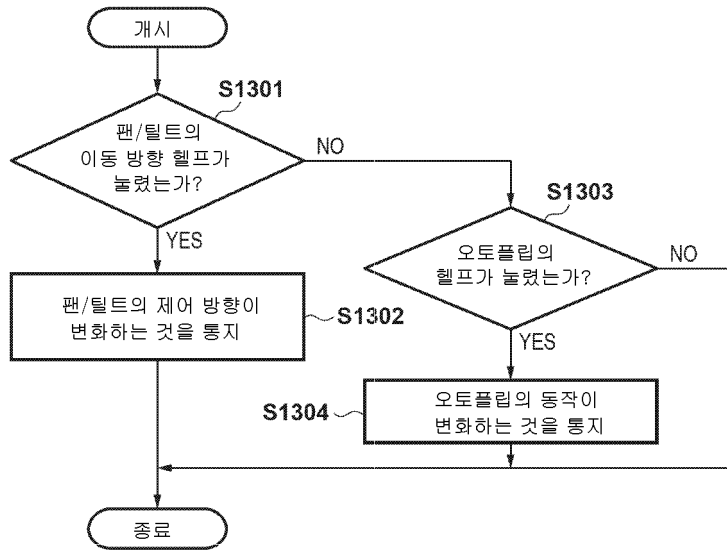 개시
S1301
팬/틸트의
이동 방향 헬프가
눌렸는가?
NO
YES
S1303
오토플립의
헬프가 눌렸는가?
NO
YES
팬/틸트의 제어 방향이
변화하는 것을 통지
S1302
S1304
오토플립의 동작이
변화하는 것을 통지
종료